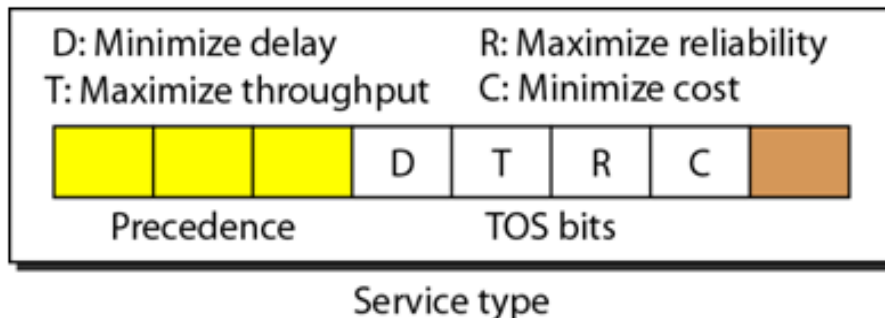 D: Minimize delay R: Maximize reliability
T: Maximize throughput C: Minimize cost
D T R C
Precedence TOS bits
Service type